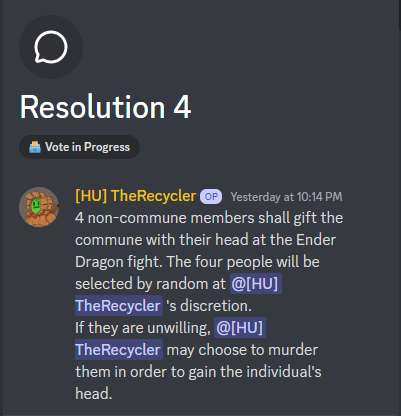 Resolution 4
🗳️ Vote in Progress
[HU] TheRecycler OP Yesterday at 10:14 PM
4 non-commune members shall gift the
commune with their head at the Ender
Dragon fight. The four people will be
selected by random at @[HU]
TheRecycler 's discretion.
If they are unwilling, @[HU]
TheRecycler may choose to murder
them in order to gain the individual's
head.